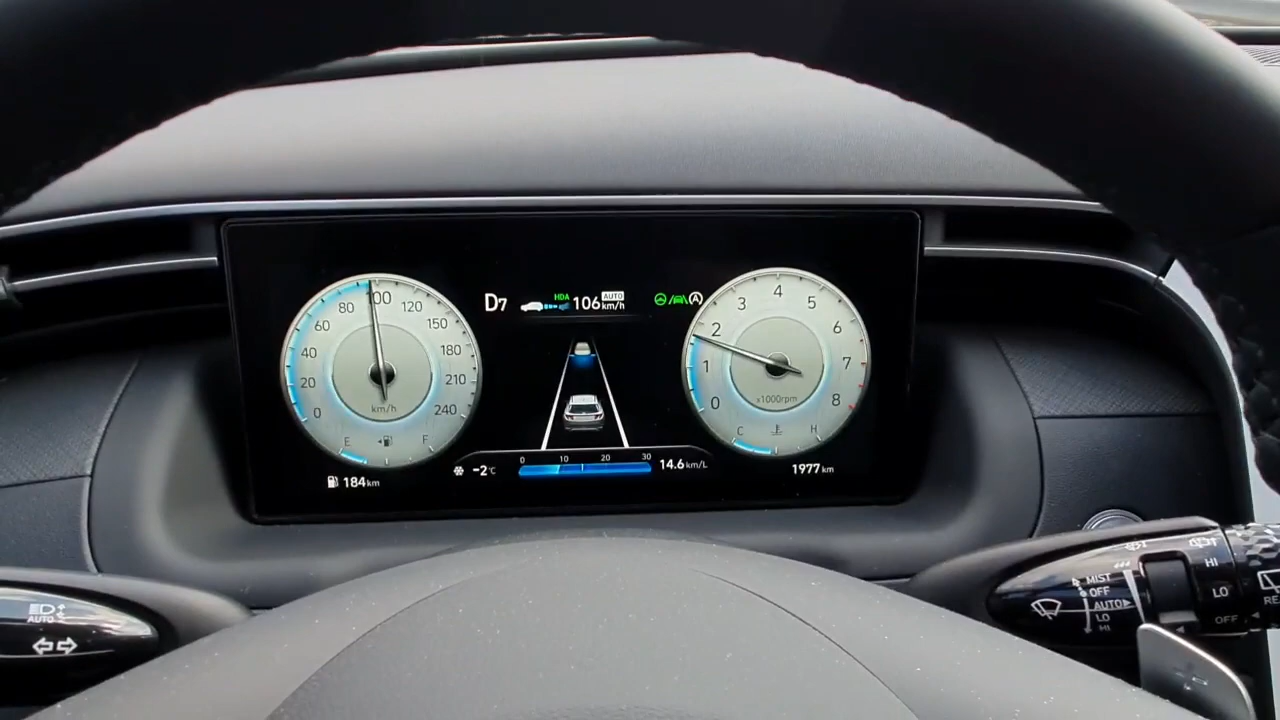 D7
HDA
106 km/h
AUTO
A
0
20
40
60
80
100
120
150
180
210
240
km/h
E
F
0
1
2
3
4
5
6
7
8
x1000rpm
C
H
184 km
-2°C
0 10 20 30
14.6 km/L
1977 km
AUTO
MIST
OFF
AUTO
LO
HI
HI
LO
OFF